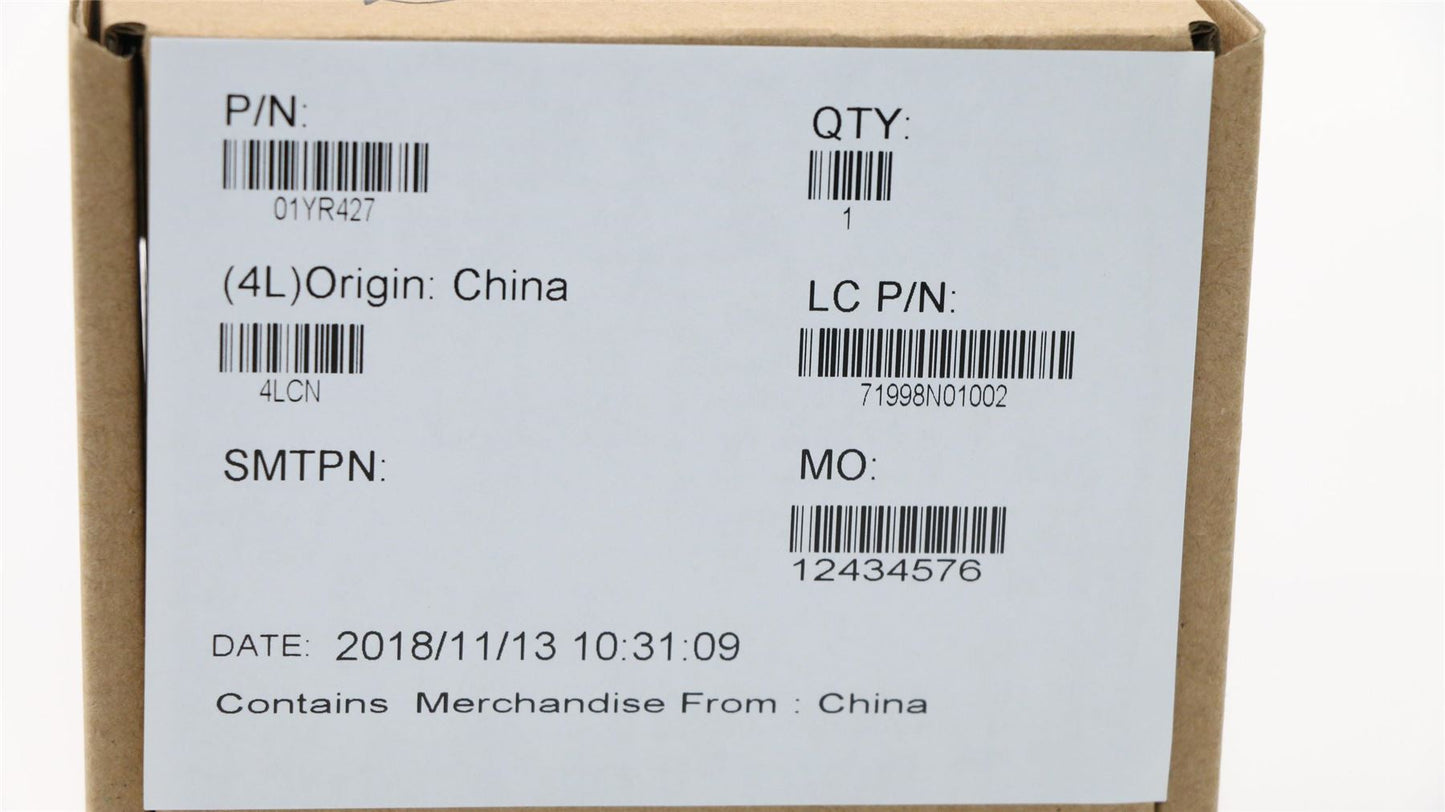 P/N:
01YR427
QTY:
1
(4L)Origin: China
4LCN
LC P/N:
71998N01002
SMTPN:
MO:
12434576
DATE: 2018/11/13 10:31:09
Contains Merchandise From : China